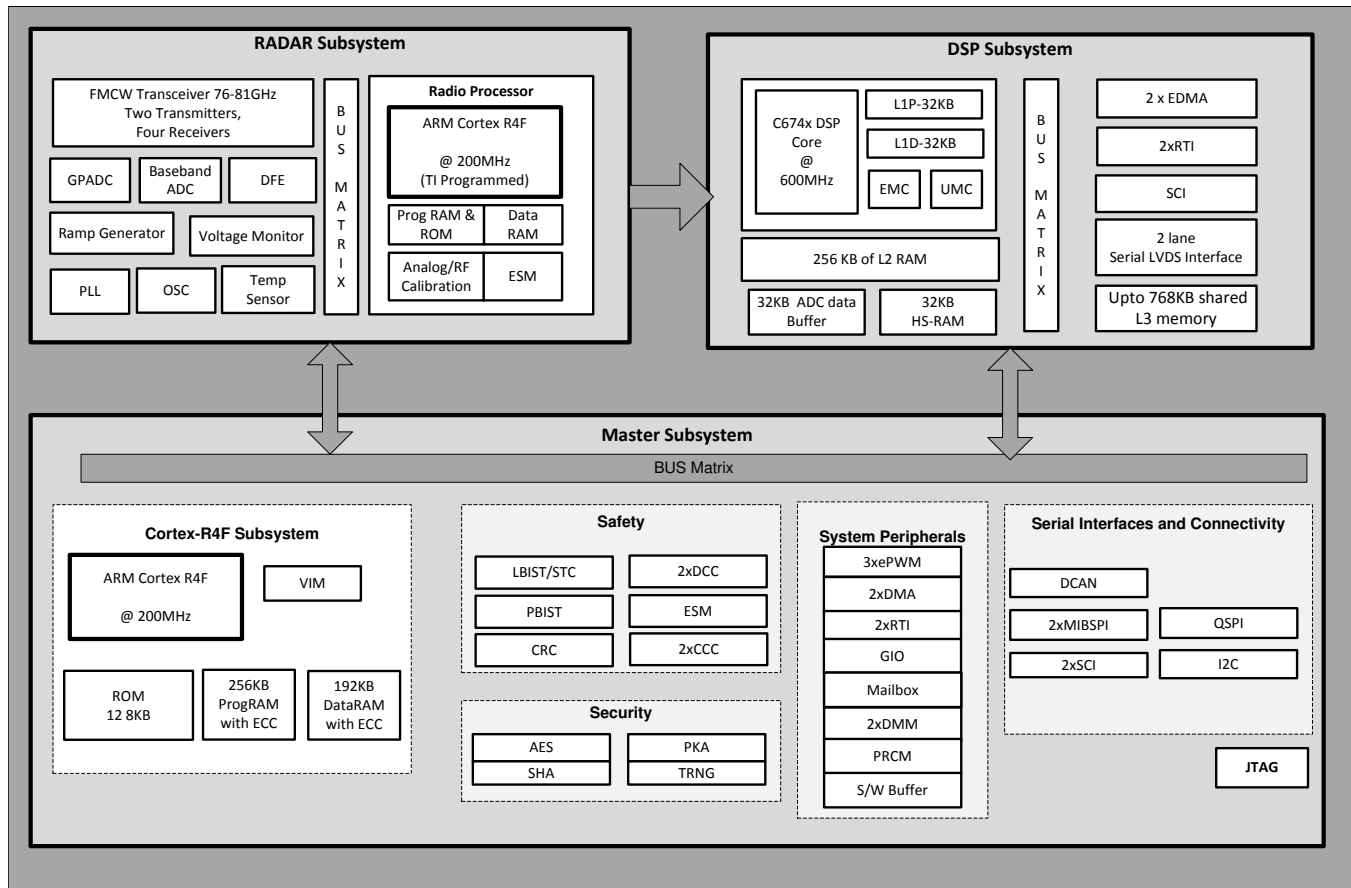 RADAR Subsystem
FMCW Transceiver 76-81GHz
Two Transmitters,
Four Receivers
GPADC
Baseband
ADC
DFE
Ramp Generator
Voltage Monitor
PLL
OSC
Temp
Sensor
B
U
S
M
A
T
R
I
X
Radio Processor
ARM Cortex R4F
@ 200MHz
(TI Programmed)
Prog RAM &
ROM
Data
RAM
Analog/RF
Calibration
ESM
DSP Subsystem
C674x DSP
Core
@
600MHz
L1P-32KB
L1D-32KB
EMC
UMC
256 KB of L2 RAM
32KB ADC data
Buffer
32KB
HS-RAM
B
U
S
M
A
T
R
I
X
2 x EDMA
2xRTI
SCI
2 lane
Serial LVDS Interface
Upto 768KB shared
L3 memory
Master Subsystem
BUS Matrix
Cortex-R4F Subsystem
ARM Cortex R4F
@ 200MHz
VIM
ROM
12 8KB
256KB
ProgRAM
with ECC
192KB
DataRAM
with ECC
Safety
LBIST/STC
2xDCC
PBIST
ESM
CRC
2xCCC
Security
AES
PKA
SHA
TRNG
System Peripherals
3xePWM
2xDMA
2xRTI
GIO
Mailbox
2xDMM
PRCM
S/W Buffer
Serial Interfaces and Connectivity
DCAN
2xMIBSPI
QSPI
2xSCI
I2C
JTAG